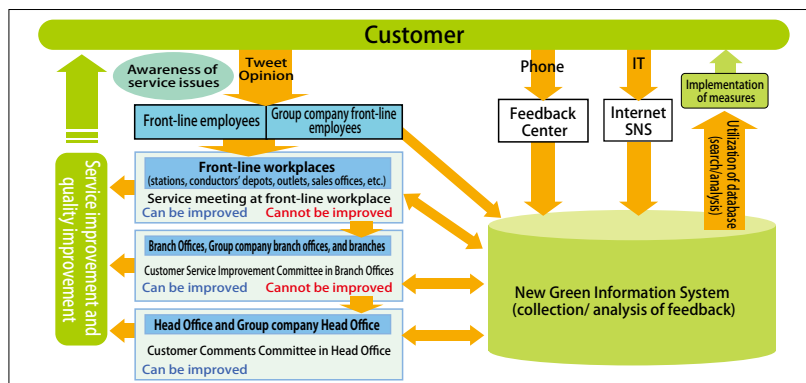 Customer
Awareness of
service issues
Tweet
Opinion
Phone
IT
Implementation
of measures
Front-line employees
Group company front-line
employees
Feedback
Center
Internet
SNS
Utilization of database
(search/analysis)
Service improvement and
quality improvement
Front-line workplaces
(stations, conductors' depots, outlets, sales offices, etc.)
Service meeting at front-line workplace
Can be improved Cannot be improved
Branch Offices, Group company branch offices, and branches
Customer Service Improvement Committee in Branch Offices
Can be improved Cannot be improved
Head Office and Group company Head Office
Customer Comments Committee in Head Office
Can be improved
New Green Information System
(collection/ analysis of feedback)